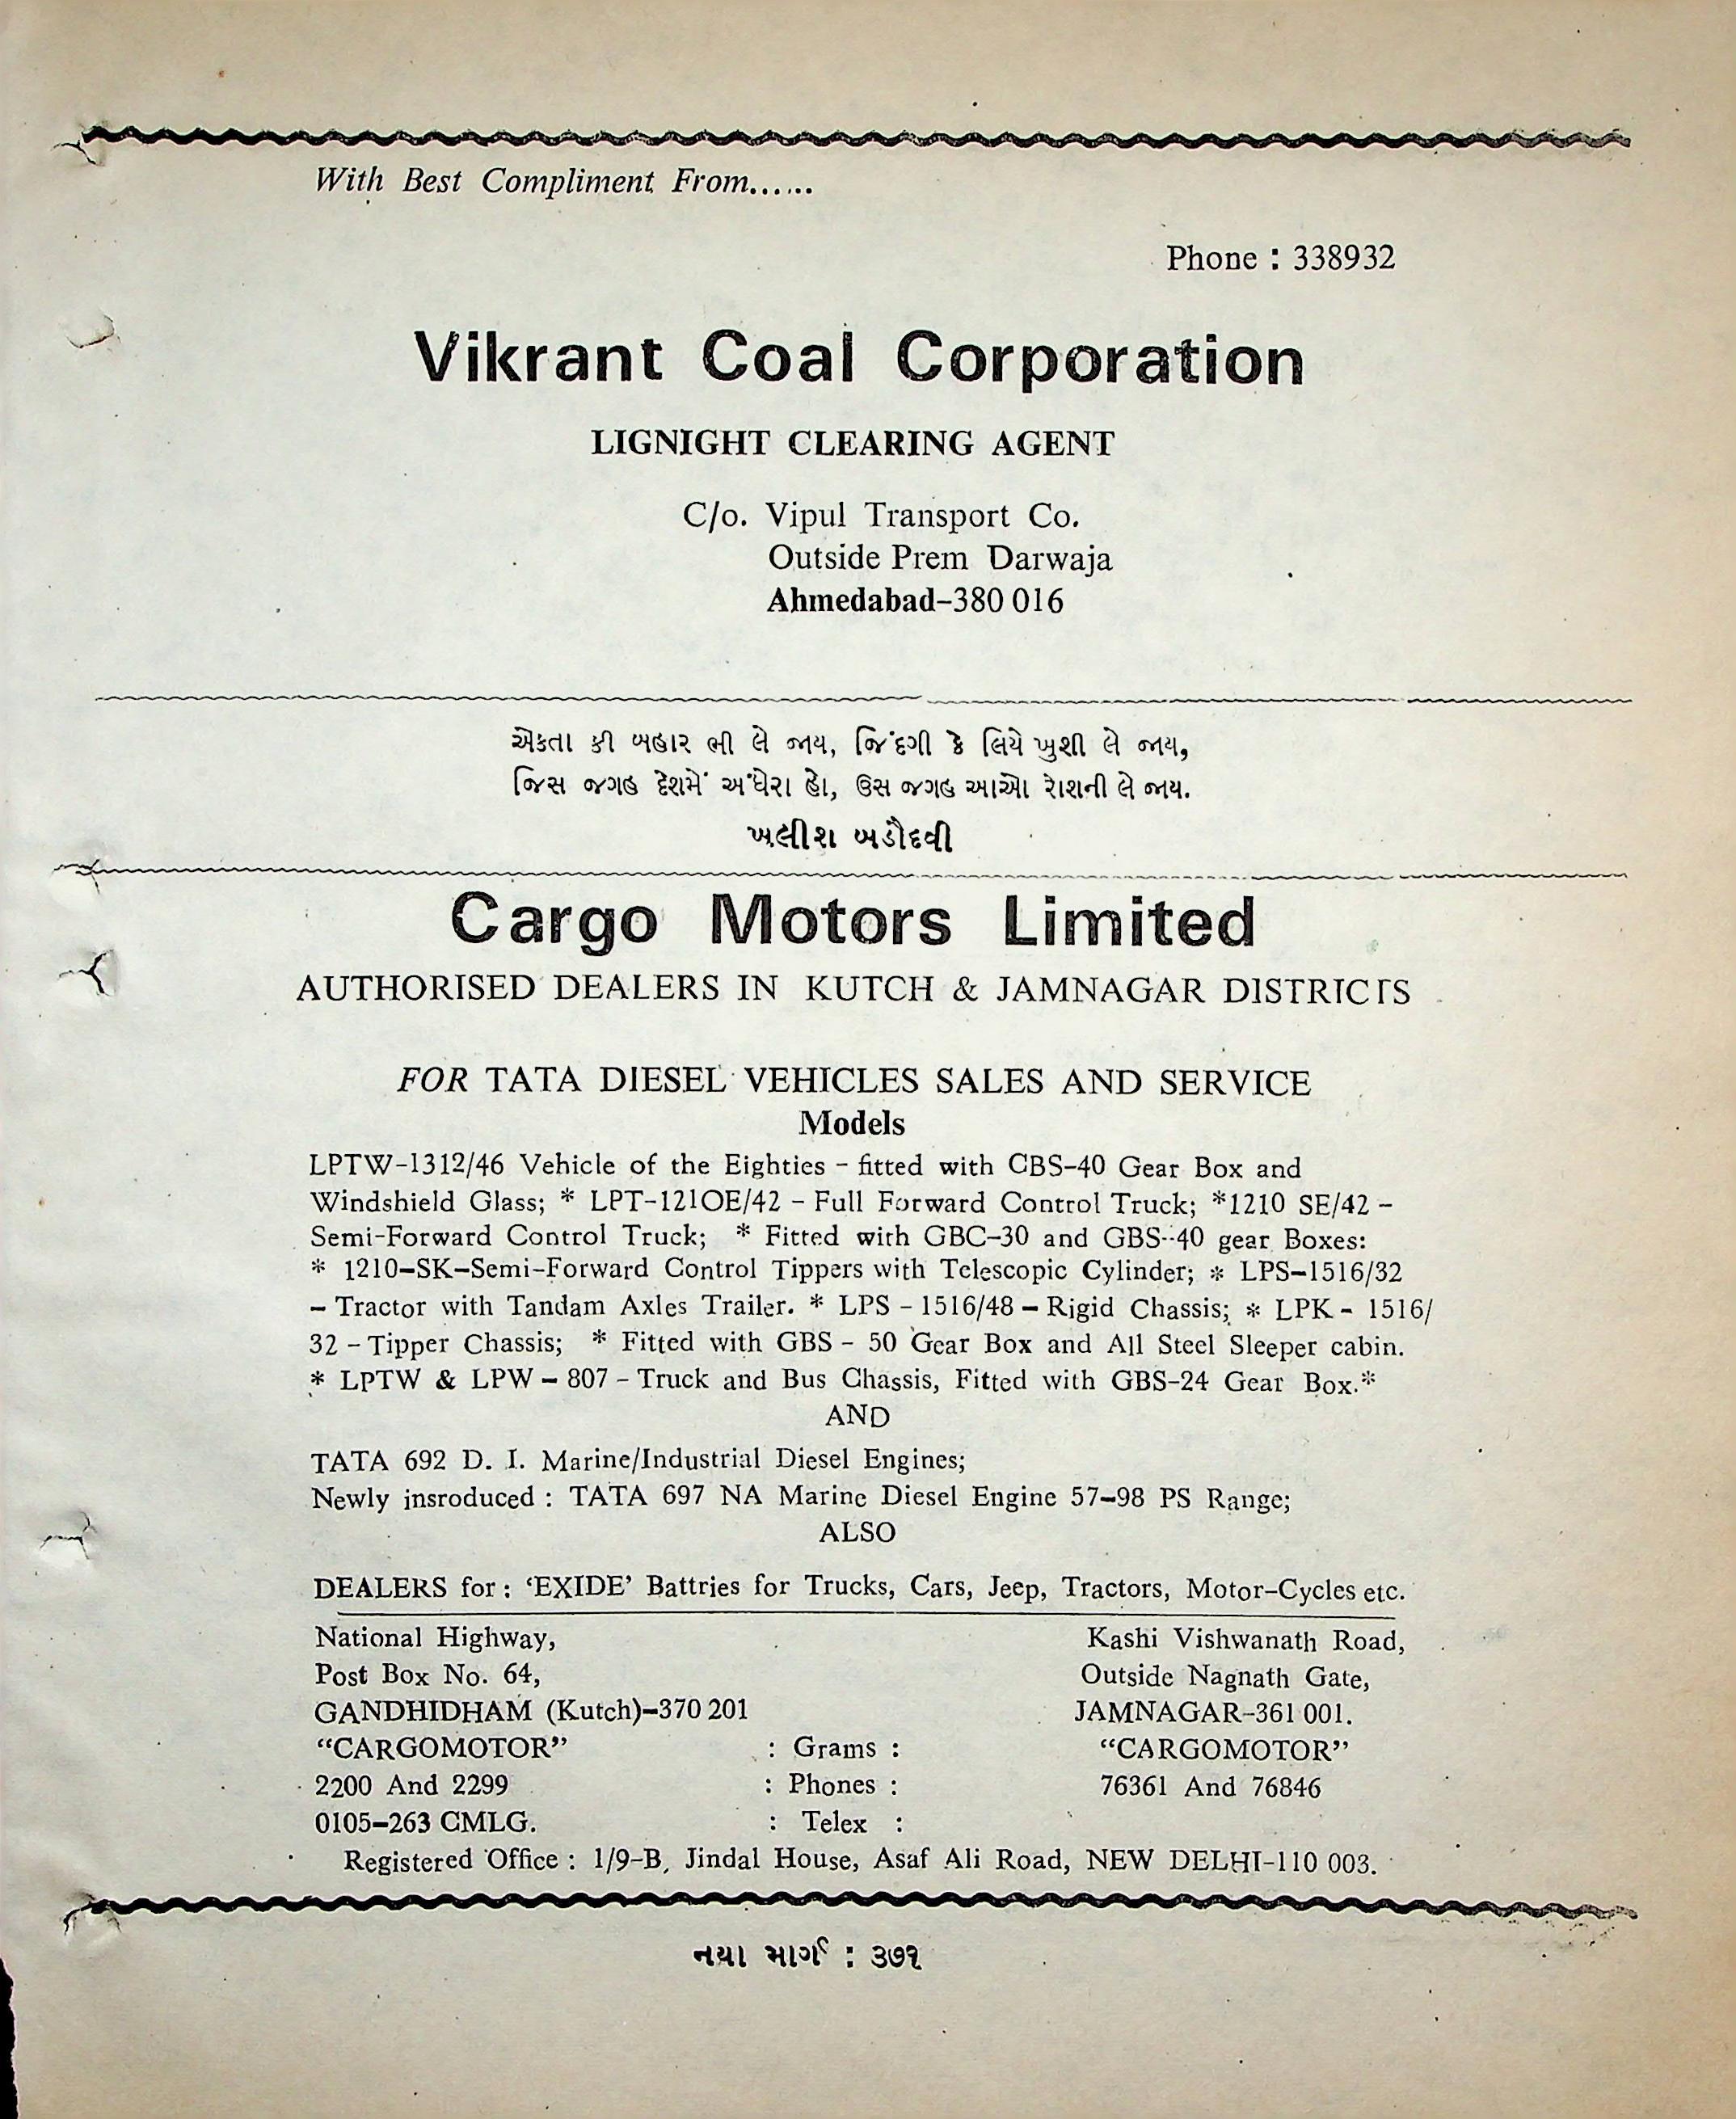 With Best Compliment From......
Phone : 338932
Vikrant Coal Corporation
LIGNIGHT CLEARING AGENT
C/o. Vipul Transport Co.
Outside Prem Darwaja
Ahmedabad-380 016
એકતા કી બહાર ભી લે જાય, જિંદગી કે લિયે ખુશી લે જાય,
જિસ જગહ દેશમેં અંધેરા હો, ઉસ જગહ આઓ રોશની લે જાય.
ખલીશ બડૌદવી
Cargo Motors Limited
AUTHORISED DEALERS IN KUTCH & JAMNAGAR DISTRICTS
FOR TATA DIESEL VEHICLES SALES AND SERVICE
Models
LPTW-1312/46 Vehicle of the Eighties - fitted with CBS-40 Gear Box and
Windshield Glass; * LPT-121OE/42 - Full Forward Control Truck; *1210 SE/42 -
Semi-Forward Control Truck; * Fitted with GBC-30 and GBS--40 gear Boxes:
* 1210-SK-Semi-Forward Control Tippers with Telescopic Cylinder; * LPS-1516/32
- Tractor with Tandam Axles Trailer. * LPS - 1516/48 - Rigid Chassis; * LPK - 1516/
32 - Tipper Chassis; * Fitted with GBS - 50 Gear Box and All Steel Sleeper cabin.
* LPTW & LPW - 807 - Truck and Bus Chassis, Fitted with GBS-24 Gear Box.*
AND
TATA 692 D. I. Marine/Industrial Diesel Engines;
Newly insroduced : TATA 697 NA Marine Diesel Engine 57-98 PS Range;
ALSO
DEALERS for : ‘EXIDE’ Battries for Trucks, Cars, Jeep, Tractors, Motor-Cycles etc.
National Highway, Kashi Vishwanath Road,
Post Box No. 64, Outside Nagnath Gate,
GANDHIDHAM (Kutch)-370 201 JAMNAGAR-361 001.
“CARGOMOTOR” : Grams : “CARGOMOTOR”
2200 And 2299 : Phones : 76361 And 76846
0105-263 CMLG. : Telex :
Registered Office : 1/9-B, Jindal House, Asaf Ali Road, NEW DELHI-110 003.
નયા માર્ગ : ૩૭૧